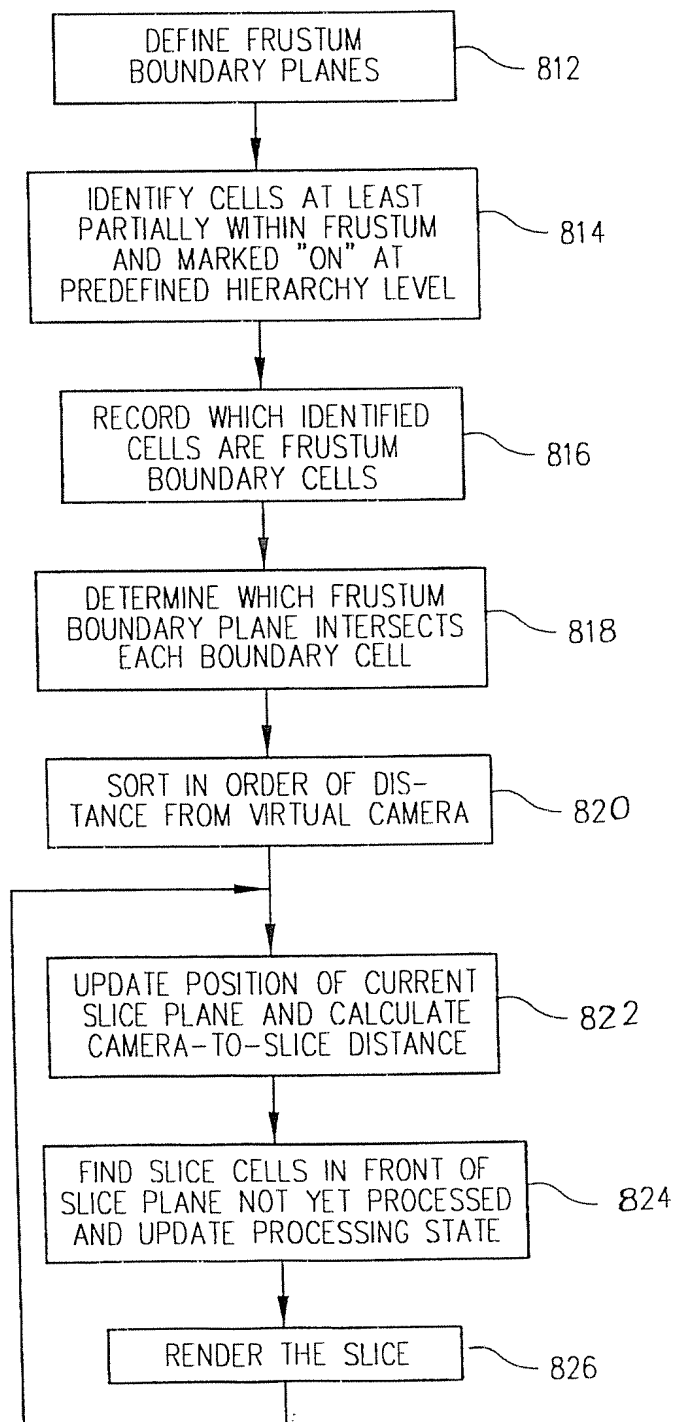 DEFINE FRUSTUM
BOUNDARY PLANES
812
IDENTIFY CELLS AT LEAST
PARTIALLY WITHIN FRUSTUM
AND MARKED "ON" AT
PREDEFINED HIERARCHY LEVEL
814
RECORD WHICH IDENTIFIED
CELLS ARE FRUSTUM
BOUNDARY CELLS
816
DETERMINE WHICH FRUSTUM
BOUNDARY PLANE INTERSECTS
EACH BOUNDARY CELL
818
SORT IN ORDER OF DIS-
TANCE FROM VIRTUAL CAMERA
820
UPDATE POSITION OF CURRENT
SLICE PLANE AND CALCULATE
CAMERA-TO-SLICE DISTANCE
822
FIND SLICE CELLS IN FRONT OF
SLICE PLANE NOT YET PROCESSED
AND UPDATE PROCESSING STATE
824
RENDER THE SLICE
826